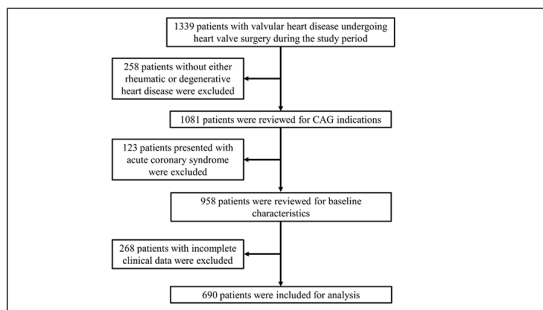 1339 patients with valvular heart disease undergoing
heart valve surgery during the study period
258 patients without either
rheumatic or degenerative
heart disease were excluded
1081 patients were reviewed for CAG indications
123 patients presented with
acute coronary syndrome
were excluded
958 patients were reviewed for baseline
characteristics
268 patients with incomplete
clinical data were excluded
690 patients were included for analysis